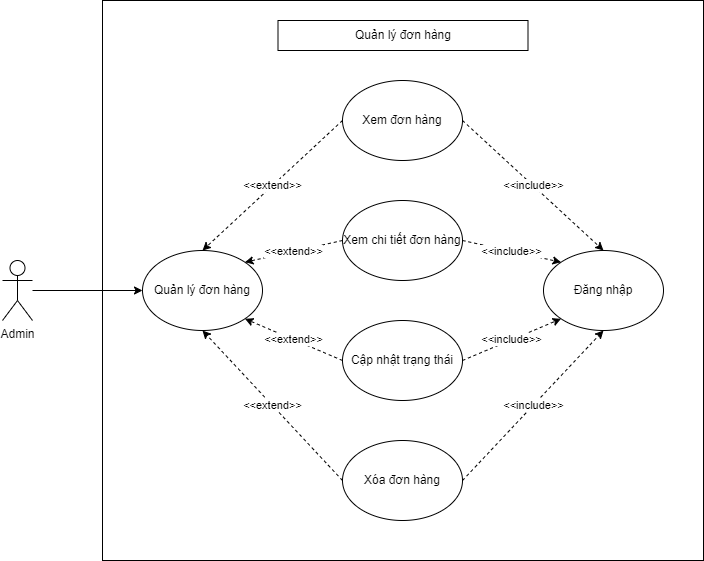 Quản lý đơn hàng
Xem đơn hàng
<<extend>>
<<include>>
Xem chi tiết đơn hàng
<<extend>>
<<include>>
Quản lý đơn hàng
Đăng nhập
Admin
<<extend>>
<<include>>
Cập nhật trạng thái
<<extend>>
<<include>>
Xóa đơn hàng